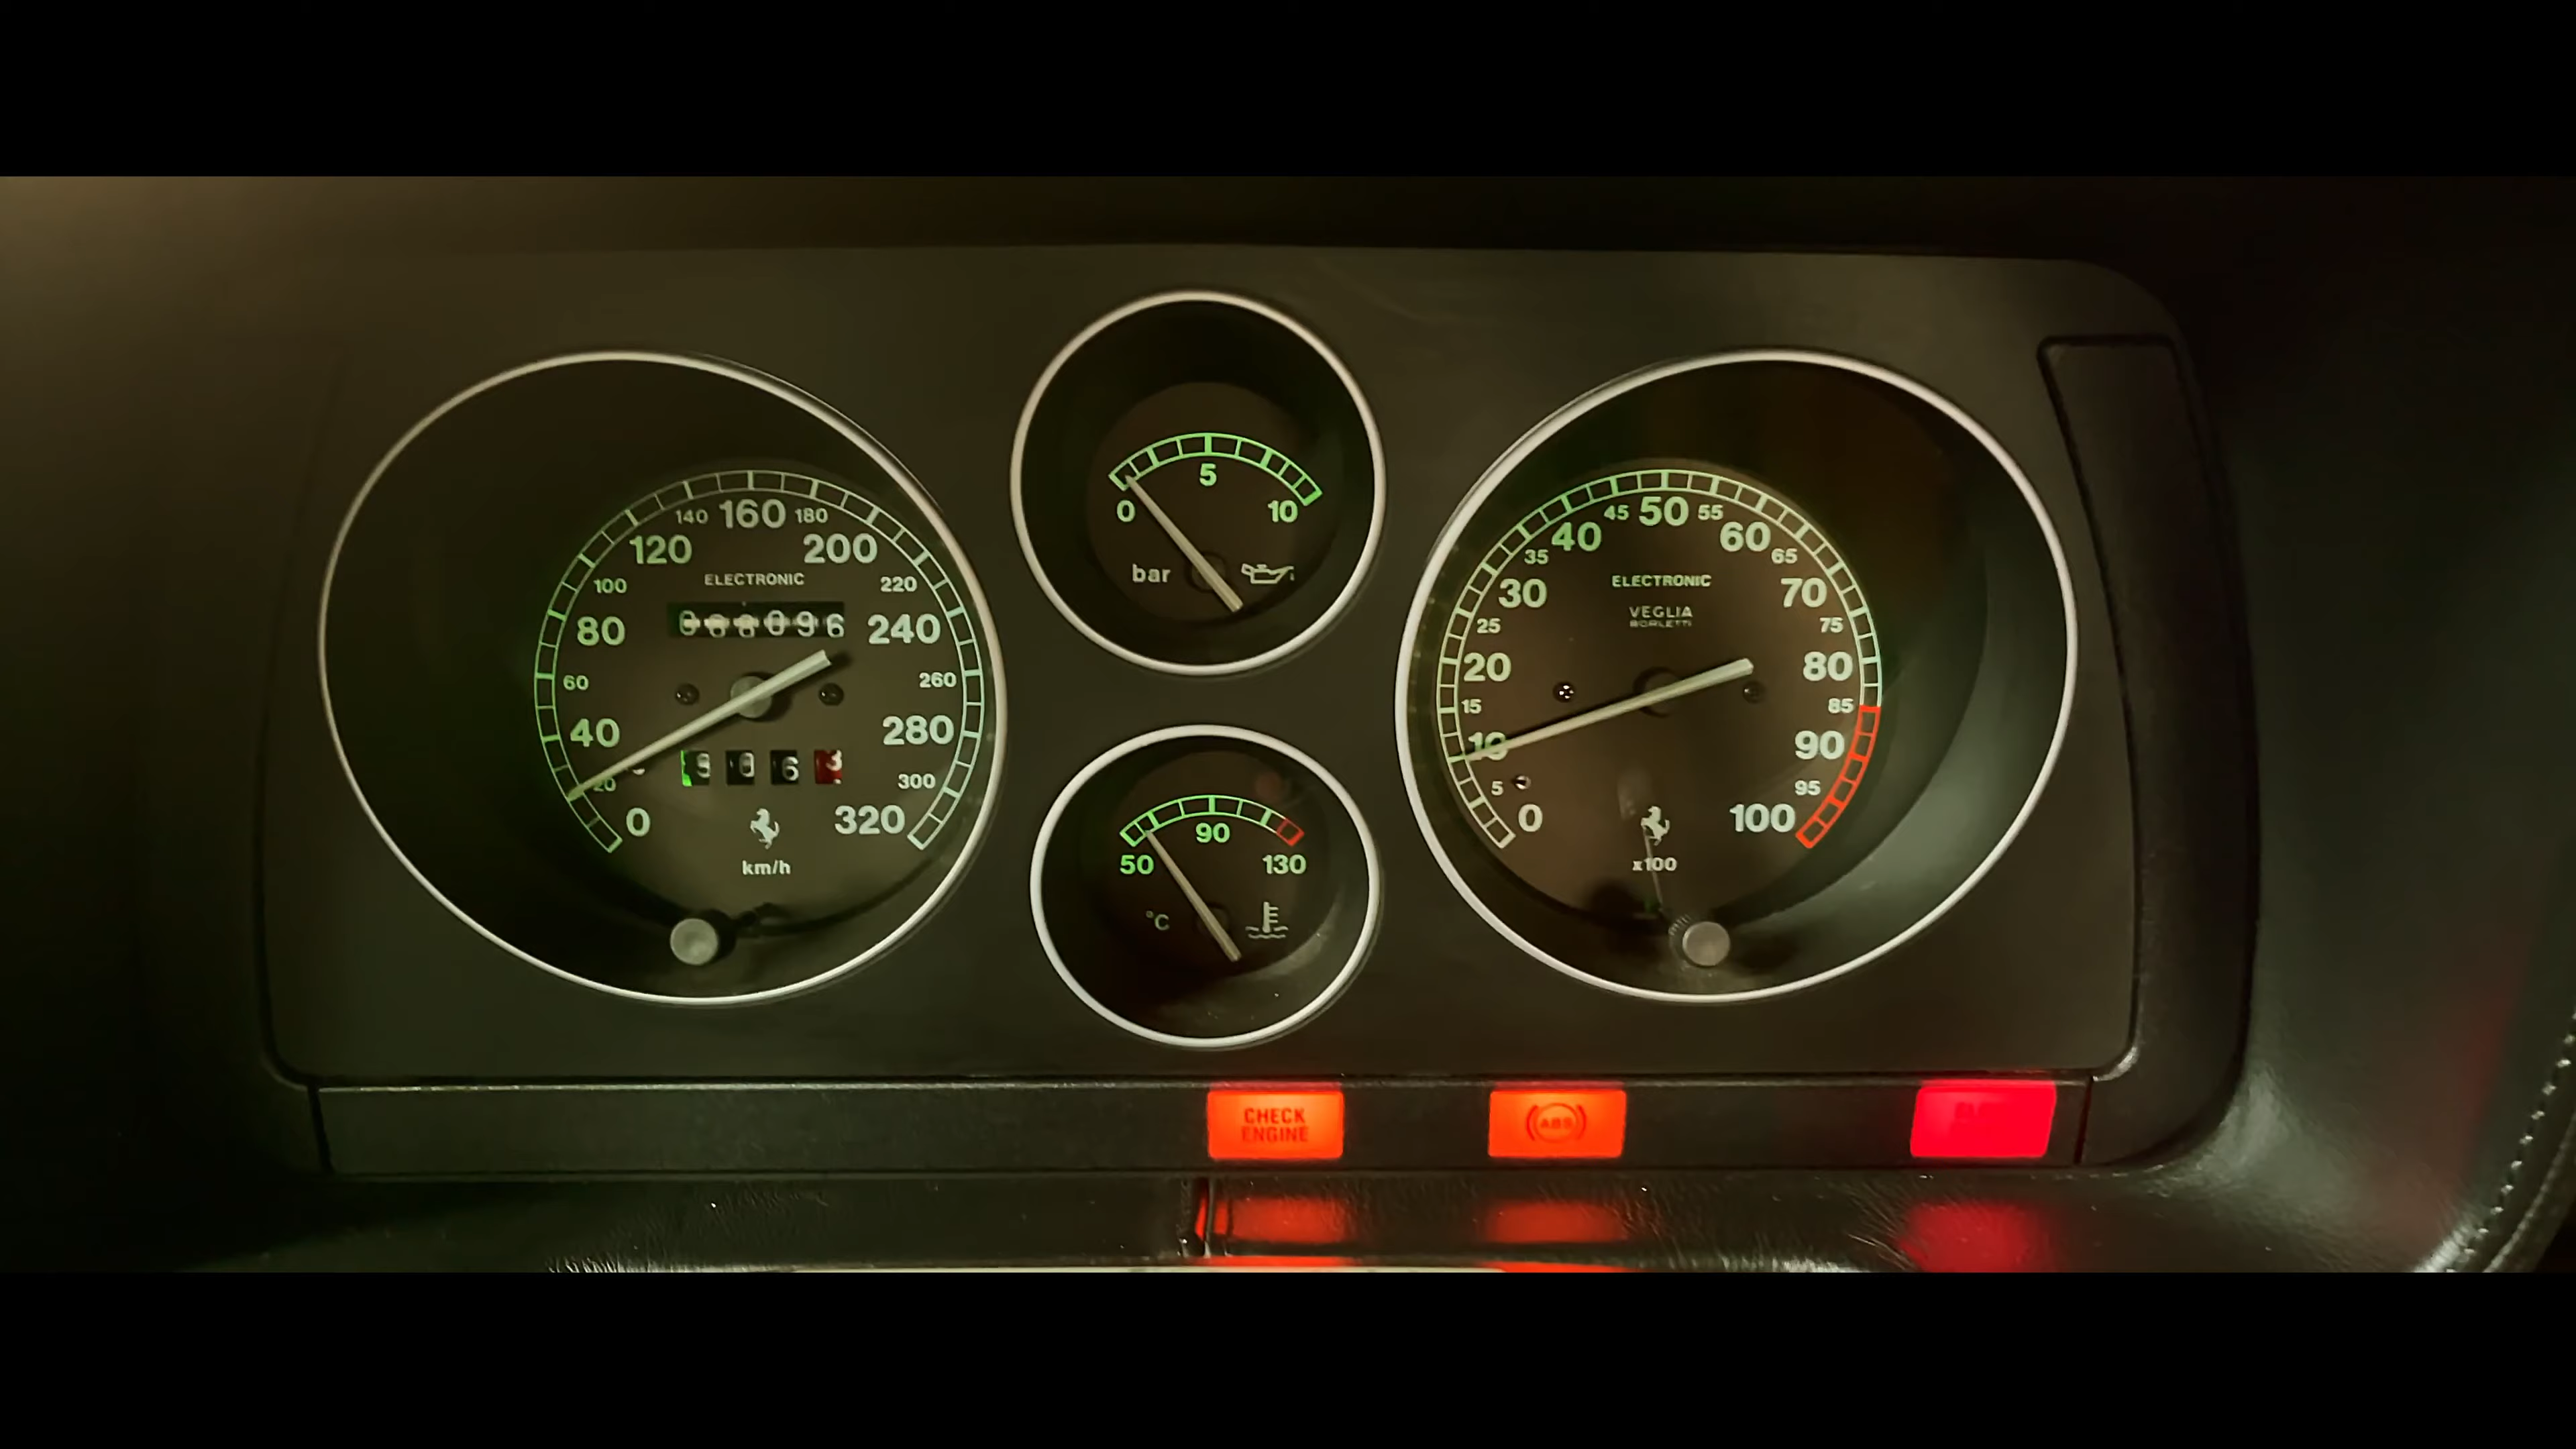 140 160 180
120 200
ELECTRONIC
100 220
80 240
60 260
40 280
20 300
0 320
km/h
5
0 10
bar
90
50 130
°C
45 50 55
40 60
35 65
ELECTRONIC
30 70
VEGLIA
BORLETTI
25 75
20 80
15 85
10 90
5 95
0 100
x100
CHECK
ENGINE
ABS